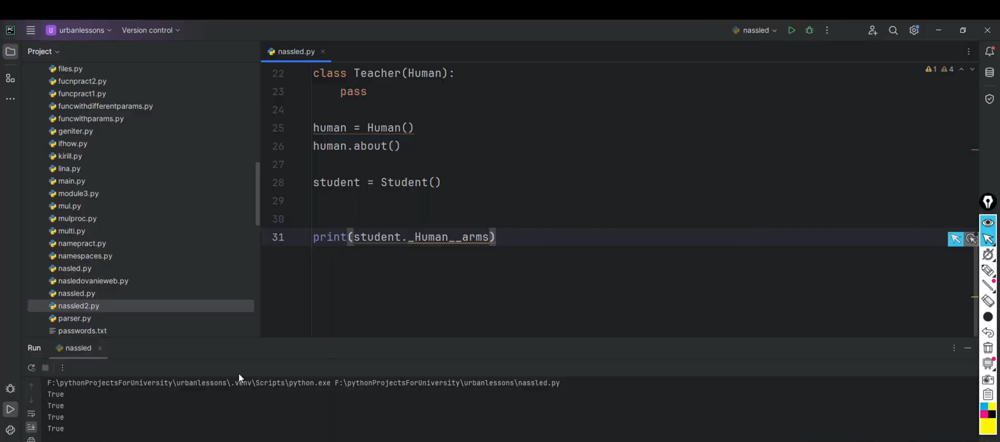 PC U urbanlessons Version control nassled
Project nassled.py
files.py
fucnpract2.py
funcpract1.py
funcwithdifferentparams.py
funcwithparams.py
geniter.py
ifhow.py
kirill.py
lina.py
main.py
module3.py
mul.py
mulproc.py
multi.py
namepract.py
namespaces.py
nasled.py
nasledovanieweb.py
nassled.py
nassled2.py
parser.py
passwords.txt
1 4
22 class Teacher(Human):
23 pass
24
25 human = Human()
26 human.about()
27
28 student = Student()
29
30
31 print(student._Human__arms)
Run nassled
F:\pythonProjectsForUniversity\urbanlessons\.venv\Scripts\python.exe F:\pythonProjectsForUniversity\urbanlessons\nassled.py
True
True
True
True